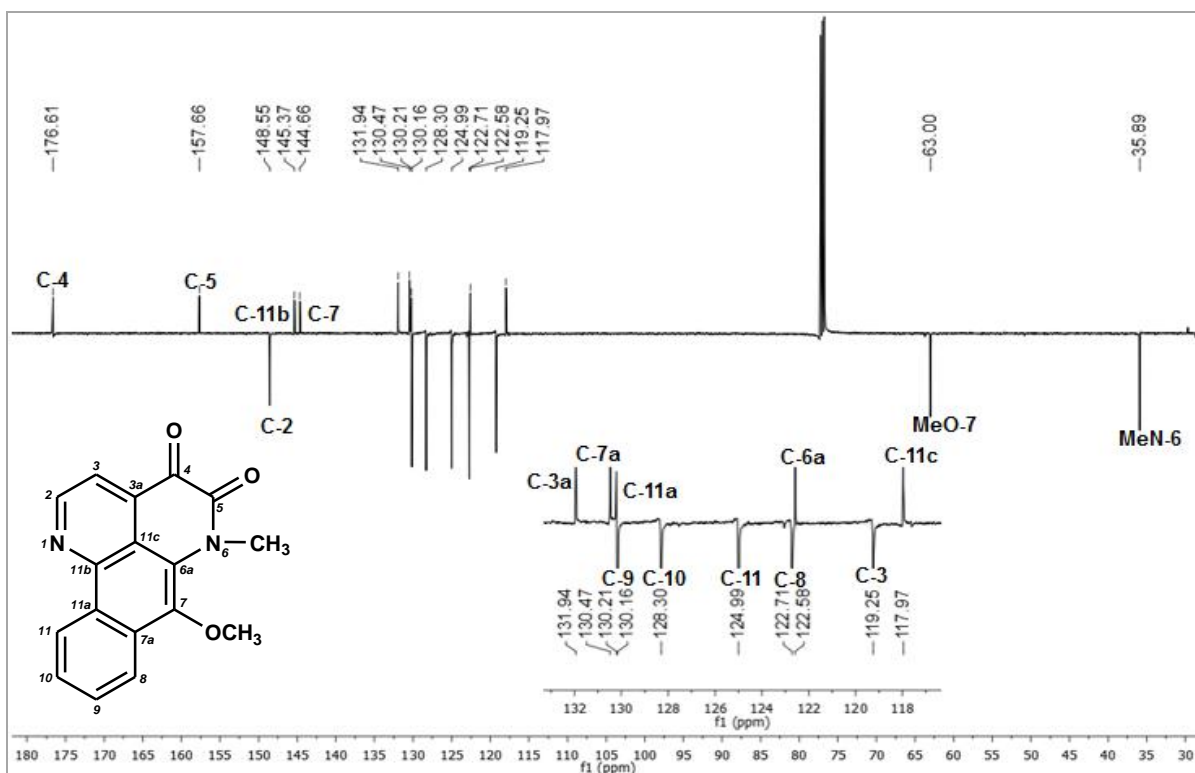 176.61
157.66
148.55
145.37
144.66
131.94
130.47
130.21
130.16
128.30
124.99
122.71
122.58
119.25
117.97
63.00
35.89
C-4
C-5
C-11b
C-7
C-2
MeO-7
MeN-6
C-3a
C-7a
C-11a
C-6a
C-11c
C-9
C-10
C-11
C-8
C-3
131.94
130.47
130.21
130.16
128.30
124.99
122.71
122.58
119.25
117.97
132 130 128 126 124 122 120 118
f1 (ppm)
O
O
3
4
2
3a
5
N
1
11c
N
6
CH₃
11b
6a
11a
7
11
7a
OCH₃
10
8
9
180 175 170 165 160 155 150 145 140 135 130 125 120 115 110 105 100 95 90 85 80 75 70 65 60 55 50 45 40 35 30
f1 (ppm)